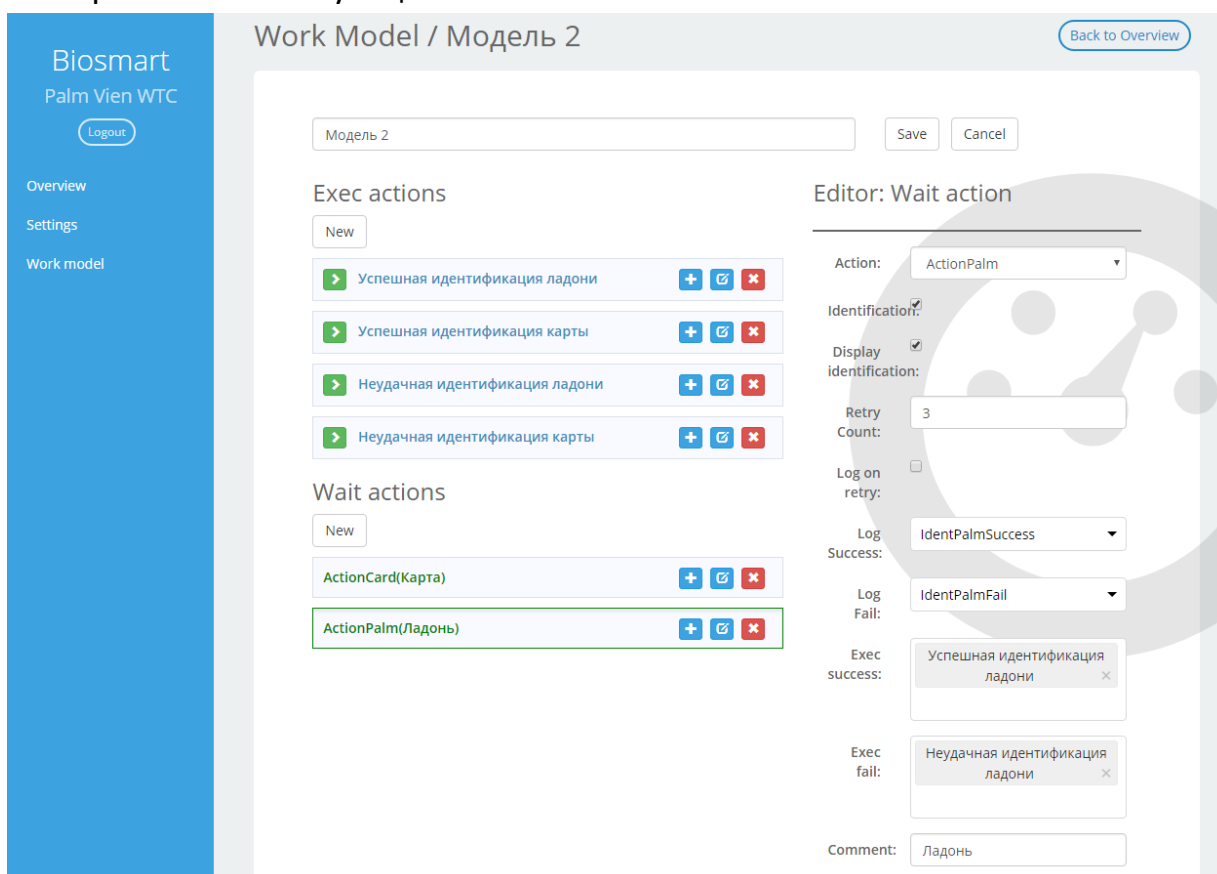 Biosmart
Palm Vien WTC
Logout
Overview
Settings
Work model
Work Model / Модель 2
Back to Overview
Модель 2
Save
Cancel
Exec actions
New
Успешная идентификация ладони
Успешная идентификация карты
Неудачная идентификация ладони
Неудачная идентификация карты
Wait actions
New
ActionCard(Карта)
ActionPalm(Ладонь)
Editor: Wait action
Action:
ActionPalm
Identification:
Display
identification:
Retry
Count:
3
Log on
retry:
Log
Success:
IdentPalmSuccess
Log
Fail:
IdentPalmFail
Exec
success:
Успешная идентификация
ладони ×
Exec
fail:
Неудачная идентификация
ладони ×
Comment:
Ладонь